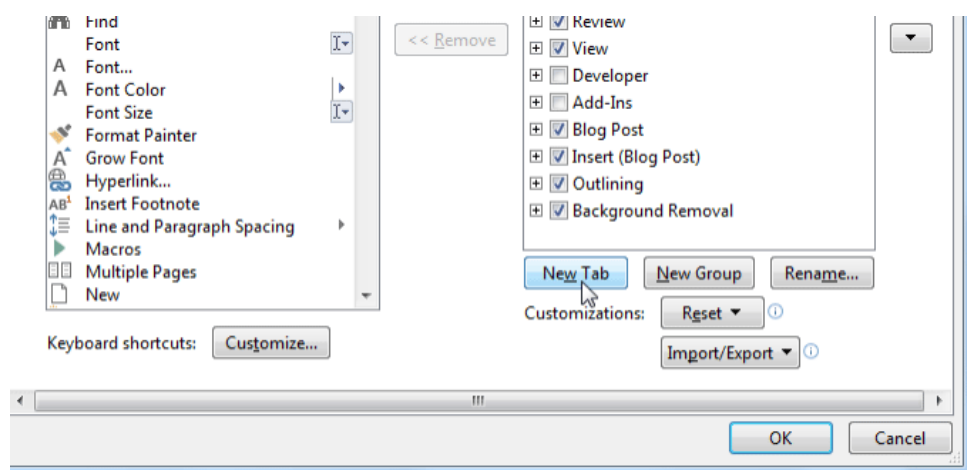 Find
Font
Font...
Font Color
Font Size
Format Painter
Grow Font
Hyperlink...
AB1 Insert Footnote
Line and Paragraph Spacing
Macros
Multiple Pages
New
Keyboard shortcuts: Customize...
<< Remove
Review
View
Developer
Add-Ins
Blog Post
Insert (Blog Post)
Outlining
Background Removal
New Tab New Group Rename...
Customizations: Reset
Import/Export
OK Cancel